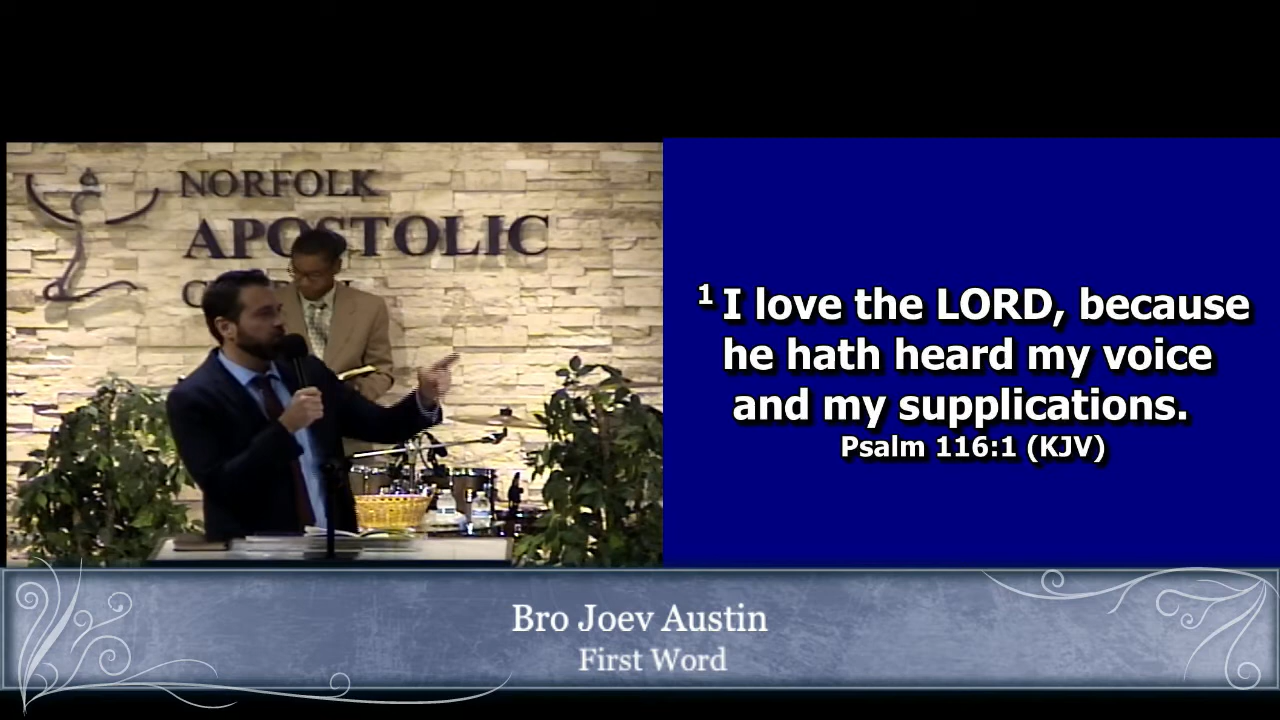 NORFOLK
APOSTOLIC
1 I love the LORD, because
he hath heard my voice
and my supplications.
Psalm 116:1 (KJV)
Bro Joev Austin
First Word